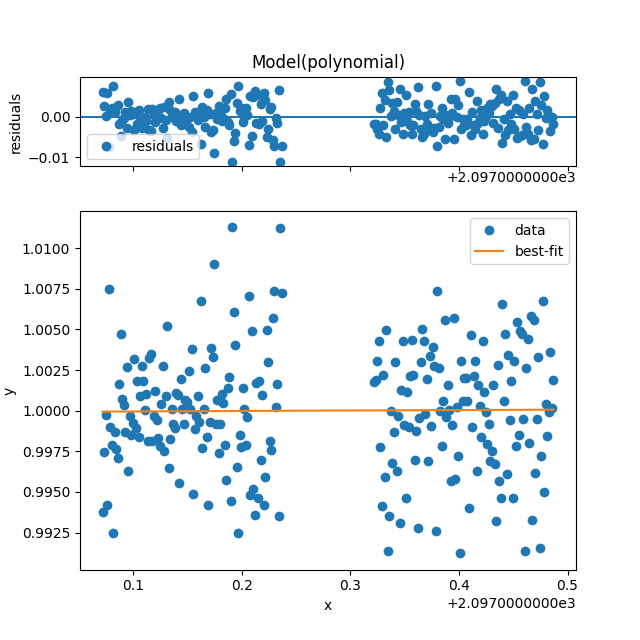 Model(polynomial)
residuals
0.00
−0.01
residuals
+2.0970000000e3
y
1.0100
1.0075
1.0050
1.0025
1.0000
0.9975
0.9950
0.9925
data
best-fit
0.1 0.2 0.3 0.4 0.5
x
+2.0970000000e3